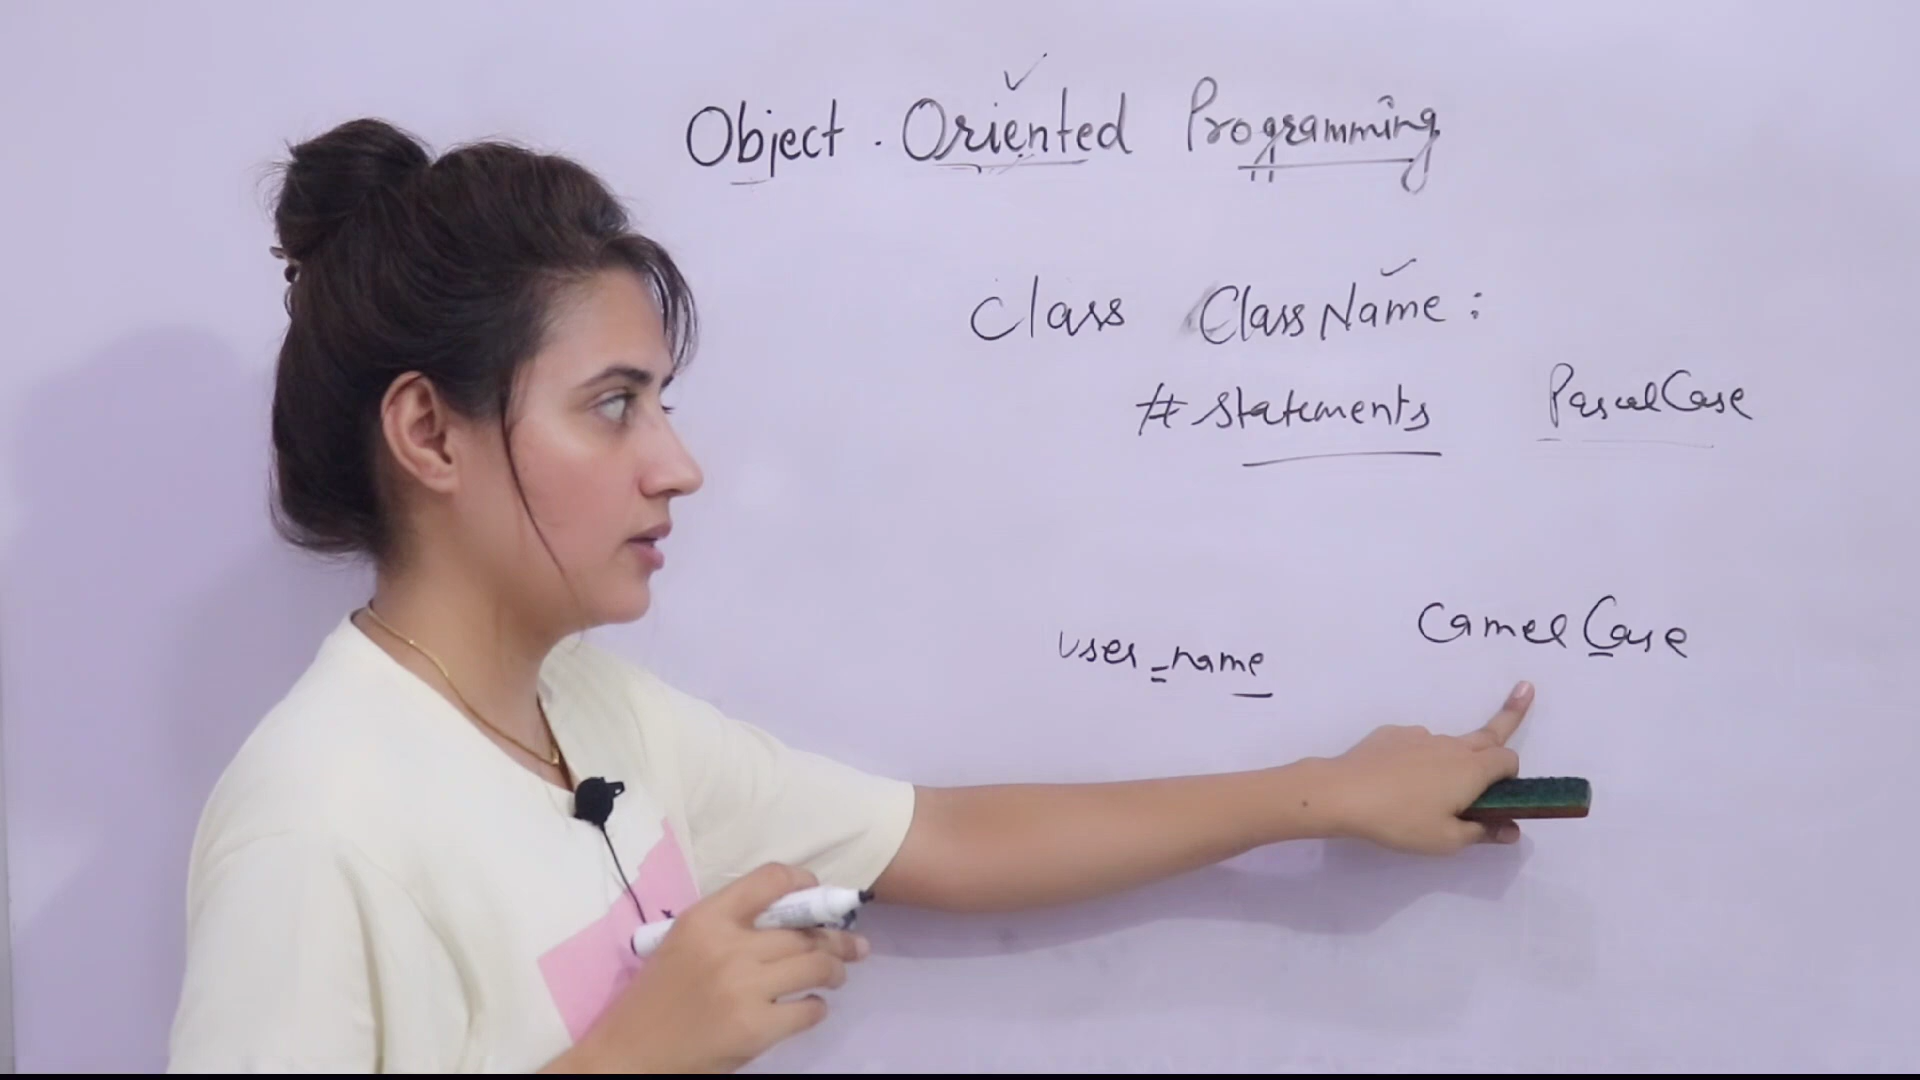 Object . Oriented Programming
Class ClassName :
# statements
PascalCase
user_name
CamelCase